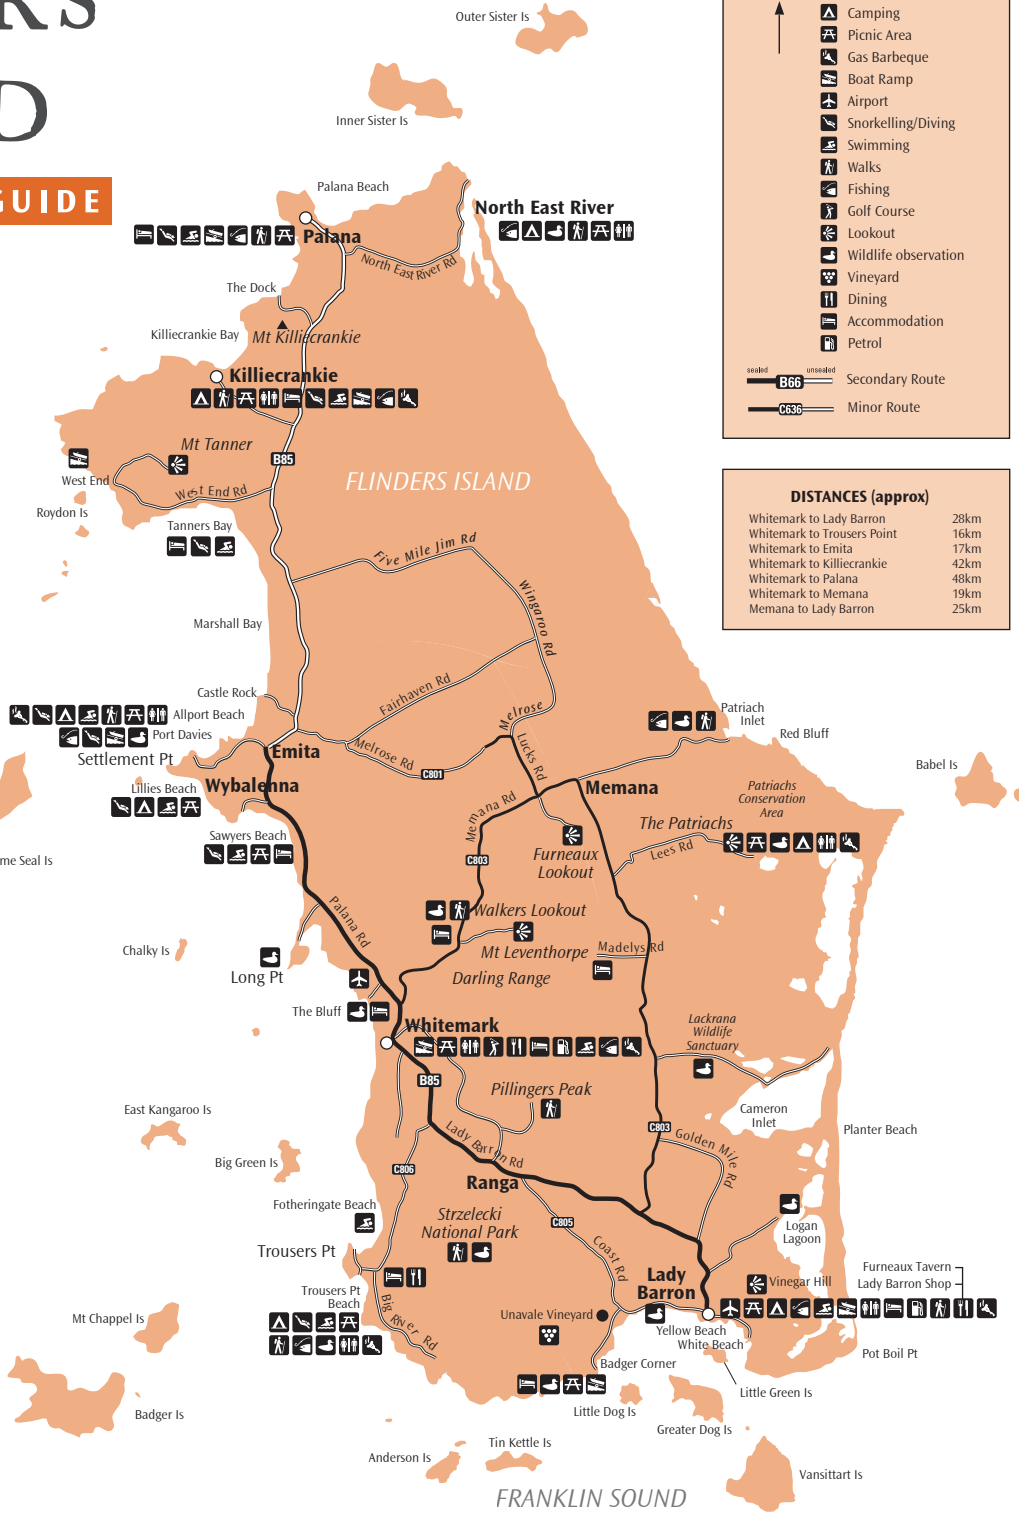 RS
D
GUIDE
Outer Sister Is
Inner Sister Is
Palana Beach
North East River
Palana
North East River Rd
The Dock
Killiecrankie Bay
Mt Killiecrankie
Killiecrankie
Mt Tanner
B85
West End
West End Rd
Roydon Is
Tanners Bay
FLINDERS ISLAND
Five Mile Jim Rd
Wingaroo Rd
Marshall Bay
Castle Rock
Fairhaven Rd
Allport Beach
Port Davies
Settlement Pt
Emita
Melrose Rd
C801
Melrose
Lucks Rd
Patriach
Inlet
Red Bluff
Babel Is
Lillies Beach
Wybalenna
Memana
Patriachs
Conservation
Area
Sawyers Beach
Memana Rd
C803
The Patriachs
Lees Rd
Furneaux
Lookout
me Seal Is
Palana Rd
Walkers Lookout
Chalky Is
Long Pt
Mt Leventhorpe
Madelys Rd
Darling Range
The Bluff
Whitemark
Lackrana
Wildlife
Sanctuary
B85
Pillingers Peak
East Kangaroo Is
Cameron
Inlet
Planter Beach
Lady Barron Rd
C803
Golden Mile Rd
Big Green Is
C806
Ranga
Fotheringate Beach
Strzelecki
National Park
C805
Coast Rd
Logan
Lagoon
Trousers Pt
Trousers Pt
Beach
Big River Rd
Lady
Barron
Vinegar Hill
Furneaux Tavern
Lady Barron Shop
Mt Chappel Is
Unavale Vineyard
Yellow Beach
White Beach
Pot Boil Pt
Badger Corner
Little Green Is
Badger Is
Little Dog Is
Greater Dog Is
Anderson Is
Tin Kettle Is
Vansittart Is
FRANKLIN SOUND
Camping
Picnic Area
Gas Barbeque
Boat Ramp
Airport
Snorkelling/Diving
Swimming
Walks
Fishing
Golf Course
Lookout
Wildlife observation
Vineyard
Dining
Accommodation
Petrol
sealed B66 unsealed Secondary Route
C636 Minor Route
DISTANCES (approx)
Whitemark to Lady Barron 28km
Whitemark to Trousers Point 16km
Whitemark to Emita 17km
Whitemark to Killiecrankie 42km
Whitemark to Palana 48km
Whitemark to Memana 19km
Memana to Lady Barron 25km